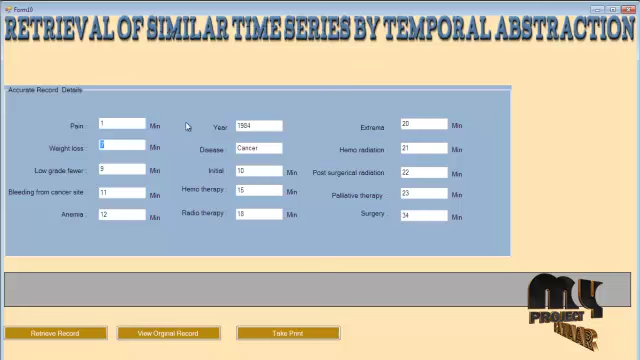 Form10
RETRIEVAL OF SIMILAR TIME SERIES BY TEMPORAL ABSTRACTION
Accurate Record Details
Pain : 1 Min Year 1984 Extrema 20 Min
Weight loss : Min Disease : Cancer Hemo radiation : 21 Min
Low grade fewer : 9 Min Initial 10 Min Post surgerical radiation : 22 Min
Bleeding from cancer site : 11 Min Hemo therapy : 15 Min Palliative therapy : 23 Min
Anemia : 12 Min Radio therapy : 18 Min Surgery : 34 Min
Retrieve Record View Orginal Record Take Print
my
PROJECT